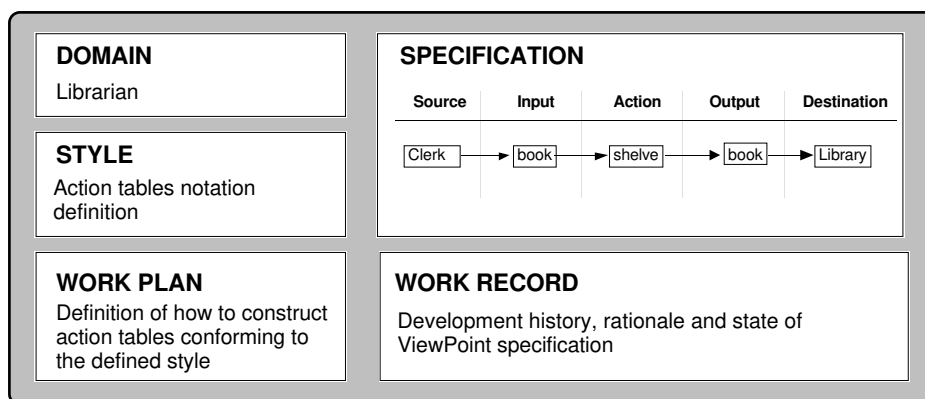 DOMAIN
Librarian
STYLE
Action tables notation
definition
WORK PLAN
Definition of how to construct
action tables conforming to
the defined style
SPECIFICATION
Source Input Action Output Destination
Clerk book shelve book Library
WORK RECORD
Development history, rationale and state of
ViewPoint specification